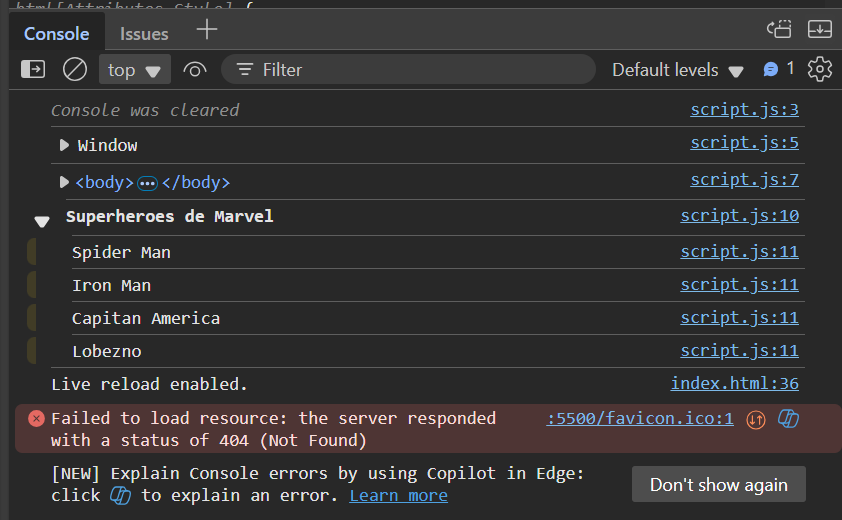 html[Attributes Style] {
Console Issues
top Filter Default levels 1
Console was cleared script.js:3
Window script.js:5
<body>…</body> script.js:7
Superheroes de Marvel script.js:10
Spider Man script.js:11
Iron Man script.js:11
Capitan America script.js:11
Lobezno script.js:11
Live reload enabled. index.html:36
Failed to load resource: the server responded :5500/favicon.ico:1
with a status of 404 (Not Found)
[NEW] Explain Console errors by using Copilot in Edge:
click to explain an error. Learn more
Don't show again